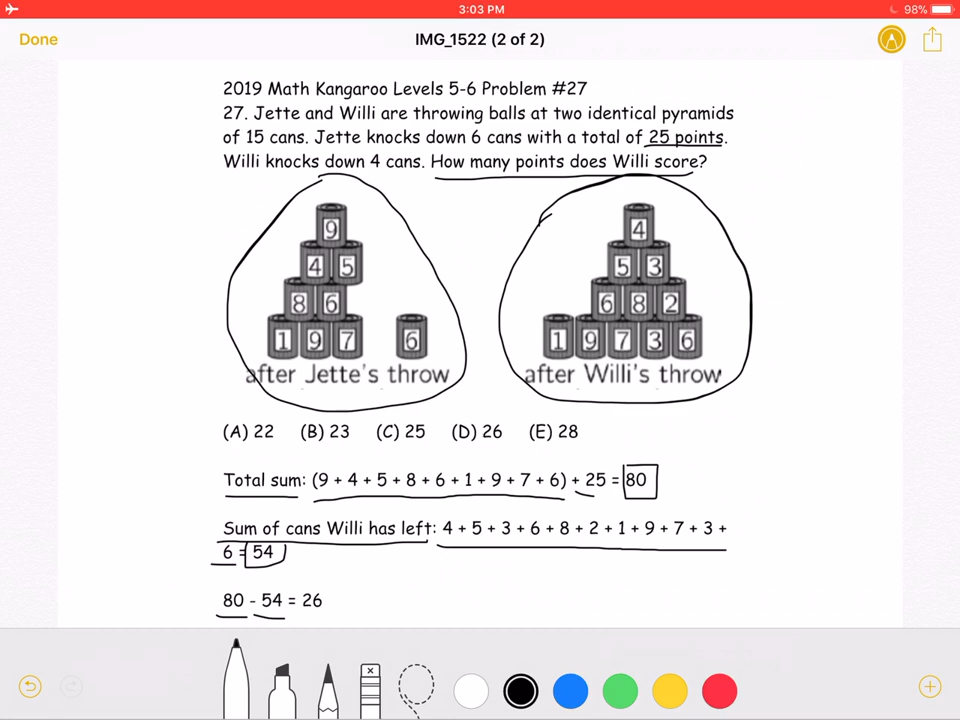 3:03 PM
98%
Done
IMG_1522 (2 of 2)
2019 Math Kangaroo Levels 5-6 Problem #27
27. Jette and Willi are throwing balls at two identical pyramids
of 15 cans. Jette knocks down 6 cans with a total of 25 points.
Willi knocks down 4 cans. How many points does Willi score?
9
4 5
8 6
1 9 7 6
after Jette's throw
4
5 3
6 8 2
1 9 7 3 6
after Willi's throw
(A) 22 (B) 23 (C) 25 (D) 26 (E) 28
Total sum: (9 + 4 + 5 + 8 + 6 + 1 + 9 + 7 + 6) + 25 = 80
Sum of cans Willi has left: 4 + 5 + 3 + 6 + 8 + 2 + 1 + 9 + 7 + 3 +
6 = 54
80 - 54 = 26